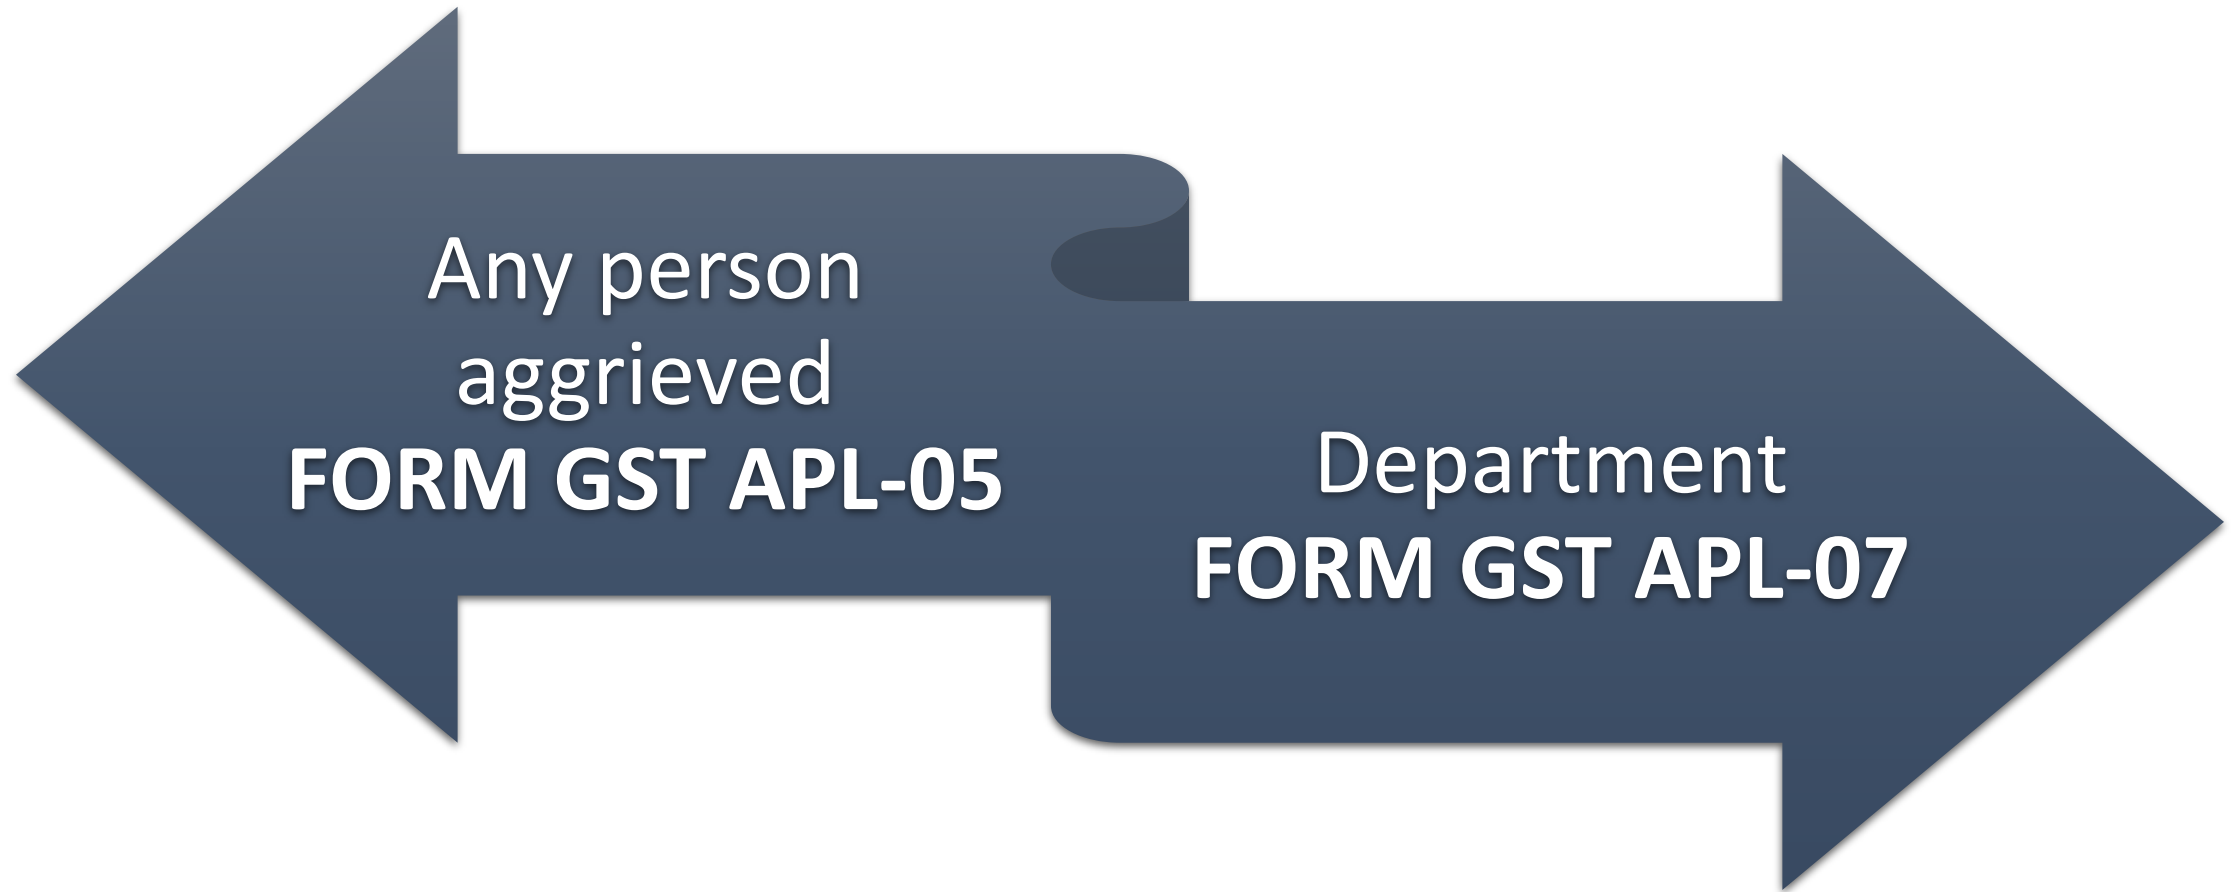 Any person
aggrieved
FORM GST APL-05
Department
FORM GST APL-07